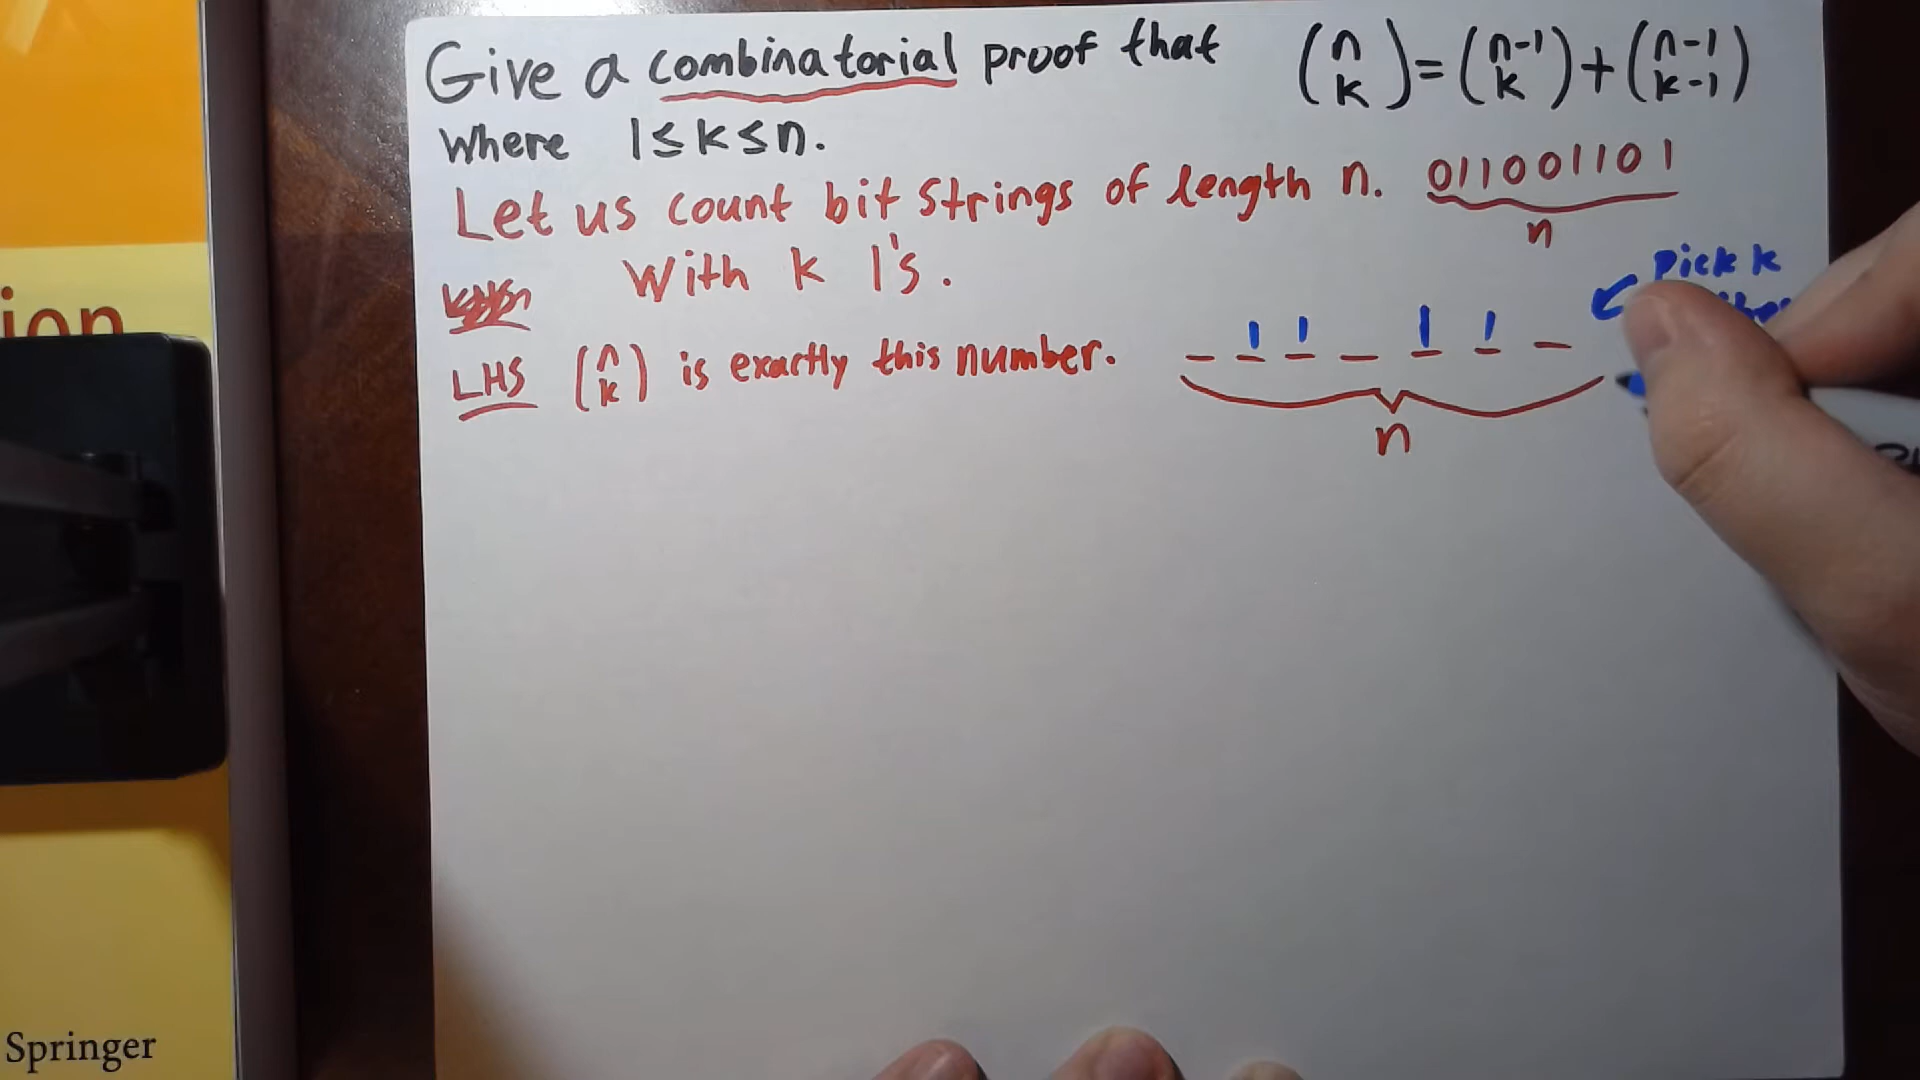 Give a combinatorial proof that (n k) = (n-1 k) + (n-1 k-1)
where 1 ≤ k ≤ n.
Let us count bit strings of length n. 011001101
n
With k 1's.
Pick k
LHS (n k) is exactly this number. _ 1 1 _ 1 1 _
n
ion
Springer